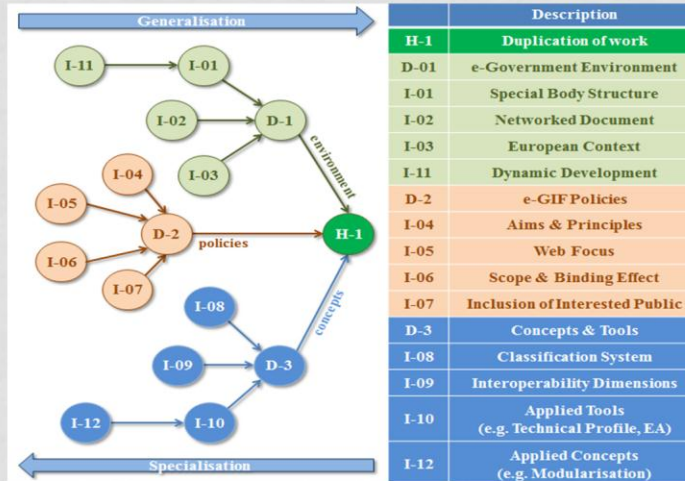 Generalisation
I-11
I-01
I-02
D-1
I-03
environment
I-04
I-05
D-2
policies
H-1
I-06
I-07
concepts
I-08
I-09
D-3
I-12
I-10
Specialisation
Description
H-1 Duplication of work
D-01 e-Government Environment
I-01 Special Body Structure
I-02 Networked Document
I-03 European Context
I-11 Dynamic Development
D-2 e-GIF Policies
I-04 Aims & Principles
I-05 Web Focus
I-06 Scope & Binding Effect
I-07 Inclusion of Interested Public
D-3 Concepts & Tools
I-08 Classification System
I-09 Interoperability Dimensions
I-10 Applied Tools
(e.g. Technical Profile, EA)
I-12 Applied Concepts
(e.g. Modularisation)